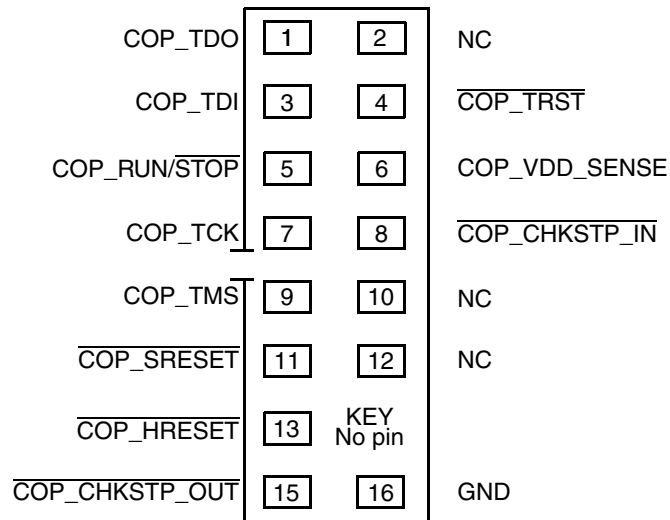 COP_TDO 1 2 NC
COP_TDI 3 4 COP_TRST
COP_RUN/STOP 5 6 COP_VDD_SENSE
COP_TCK 7 8 COP_CHKSTP_IN
COP_TMS 9 10 NC
COP_SRESET 11 12 NC
COP_HRESET 13 KEY
No pin
COP_CHKSTP_OUT 15 16 GND